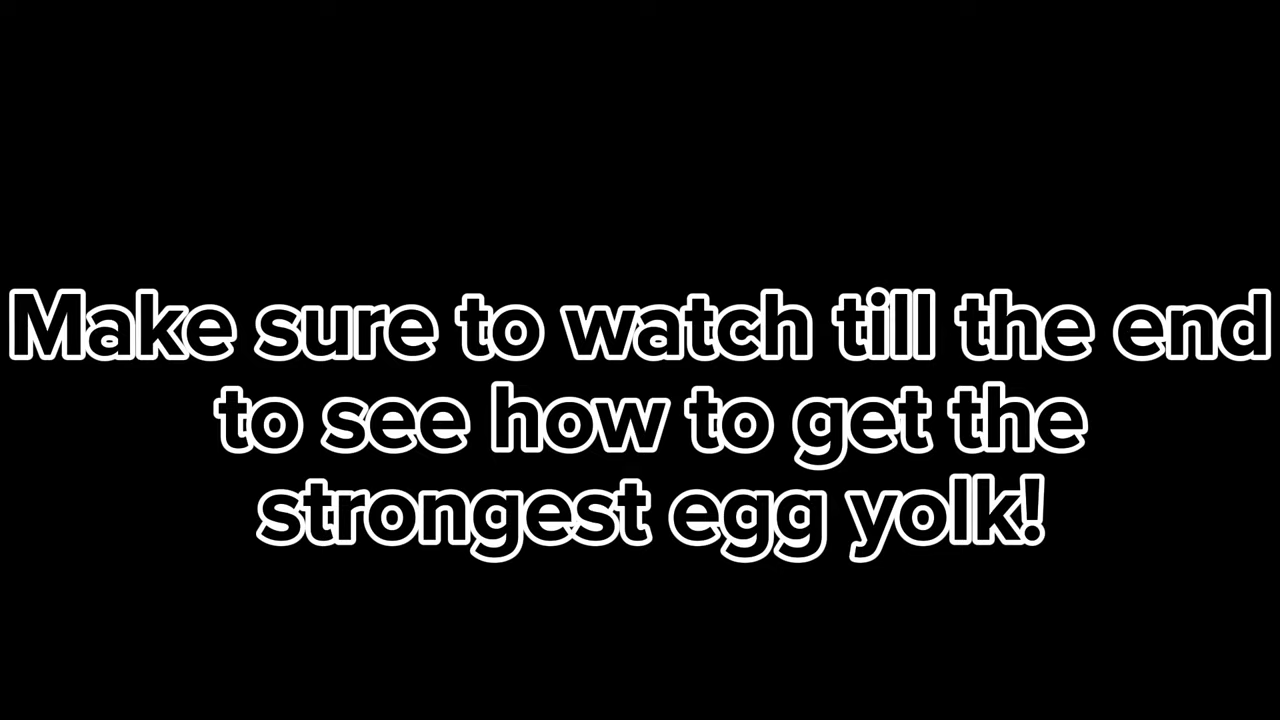 Make sure to watch till the end
to see how to get the
strongest egg yolk!